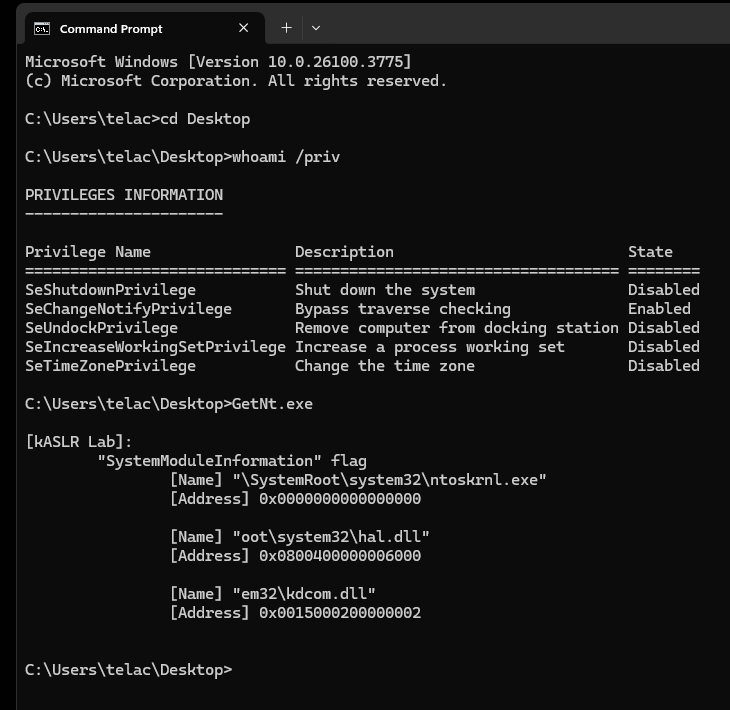 Command Prompt
Microsoft Windows [Version 10.0.26100.3775]
(c) Microsoft Corporation. All rights reserved.
C:\Users\telac>cd Desktop
C:\Users\telac\Desktop>whoami /priv
PRIVILEGES INFORMATION
----------------------
Privilege Name                Description                          State
============================= ==================================== ========
SeShutdownPrivilege           Shut down the system                 Disabled
SeChangeNotifyPrivilege       Bypass traverse checking             Enabled
SeUndockPrivilege             Remove computer from docking station Disabled
SeIncreaseWorkingSetPrivilege Increase a process working set       Disabled
SeTimeZonePrivilege           Change the time zone                 Disabled
C:\Users\telac\Desktop>GetNt.exe
[kASLR Lab]:
        "SystemModuleInformation" flag
                [Name] "\SystemRoot\system32\ntoskrnl.exe"
                [Address] 0x0000000000000000
                [Name] "oot\system32\hal.dll"
                [Address] 0x0800400000006000
                [Name] "em32\kdcom.dll"
                [Address] 0x0015000200000002
C:\Users\telac\Desktop>